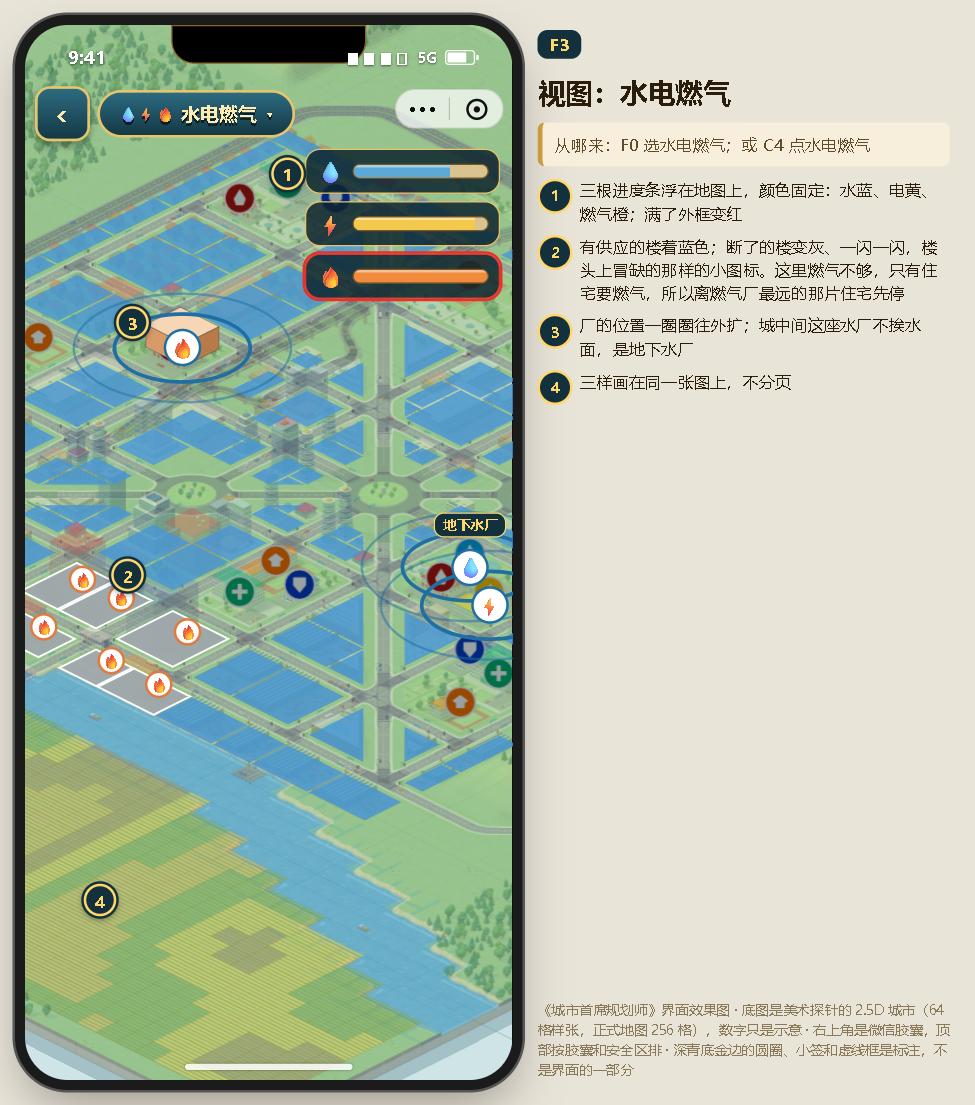 9:41
5G
水电燃气
1
3
地下水厂
2
4
F3
视图：水电燃气
从哪来：F0 选水电燃气；或 C4 点水电燃气
1 三根进度条浮在地图上，颜色固定：水蓝、电黄、
燃气橙；满了外框变红
2 有供应的楼着蓝色；断了的楼变灰、一闪一闪，楼
头上冒缺的那样的小图标。这里燃气不够，只有住
宅要燃气，所以离燃气厂最远的那片住宅先停
3 厂的位置一圈圈往外扩；城中间这座水厂不挨水
面，是地下水厂
4 三样画在同一张图上，不分页
《城市首席规划师》界面效果图 · 底图是美术探针的 2.5D 城市（64
格样张，正式地图 256 格），数字只是示意 · 右上角是微信胶囊，顶
部按胶囊和安全区排 · 深青底金边的圆圈、小签和虚线框是标注，不
是界面的一部分